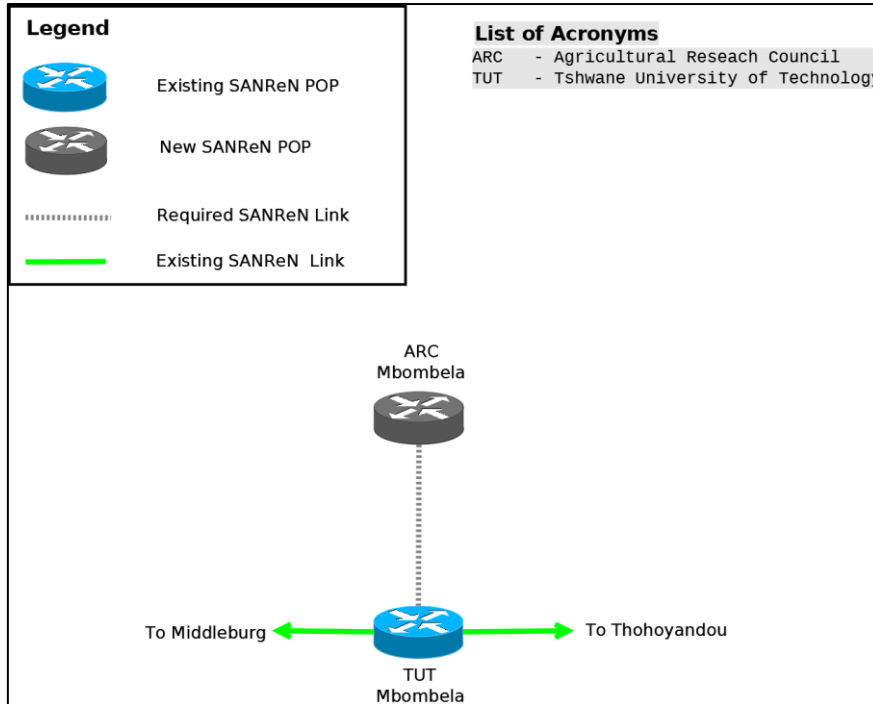 Legend
Existing SANReN POP
New SANReN POP
Required SANReN Link
Existing SANReN Link
List of Acronyms
ARC - Agricultural Reseach Council
TUT - Tshwane University of Technology
ARC
Mbombela
To Middleburg
To Thohoyandou
TUT
Mbombela